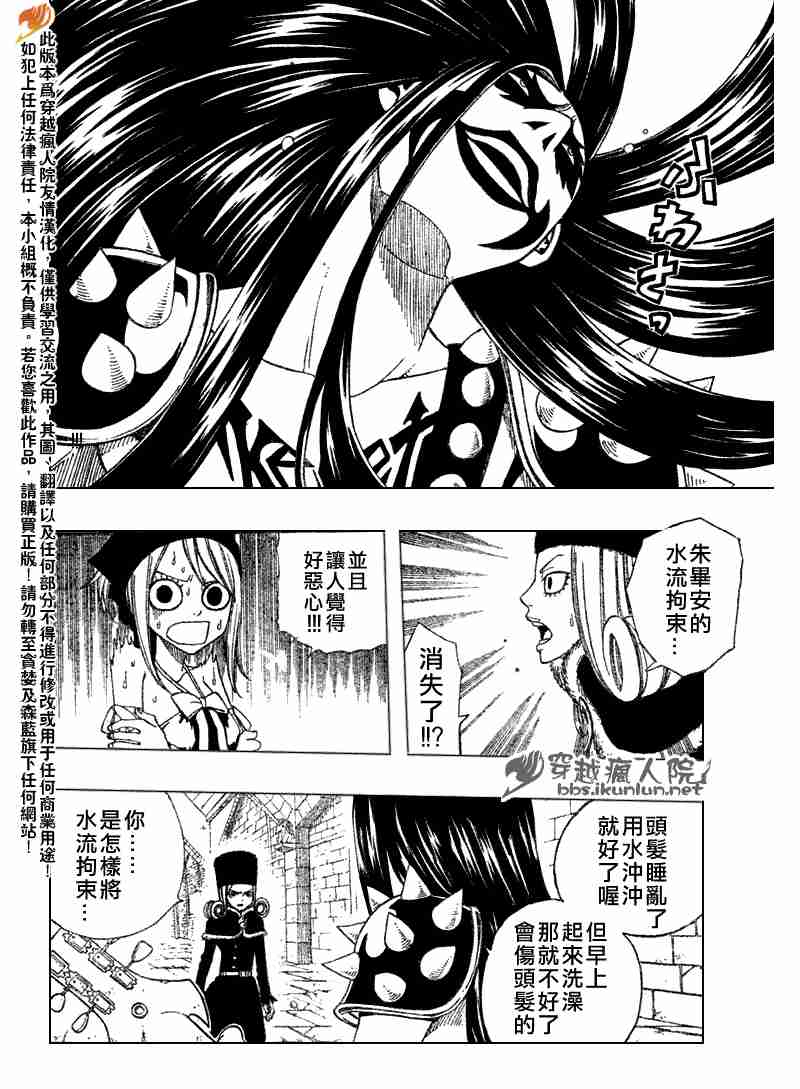 此版本爲穿越瘋人院友情漢化，僅供學習交流之用，其圖、翻譯以及任何部分不得進行修改或用于任何商業用途！
如犯上任何法律責任，本小組概不負責。若您喜歡此作品，請購買正版！請勿轉至貪婪及森藍旗下任何網站！
ふわさっ
朱畢安的
水流拘束…
消失了!!?
並且
讓人覺得
好惡心!!!
穿越瘋人院
bbs.ikunlun.net
頭髮睡亂了
用水沖沖
就好了喔
但早上
起來洗澡
那就不好了
會傷頭髮的
你……
是怎樣將
水流拘束…